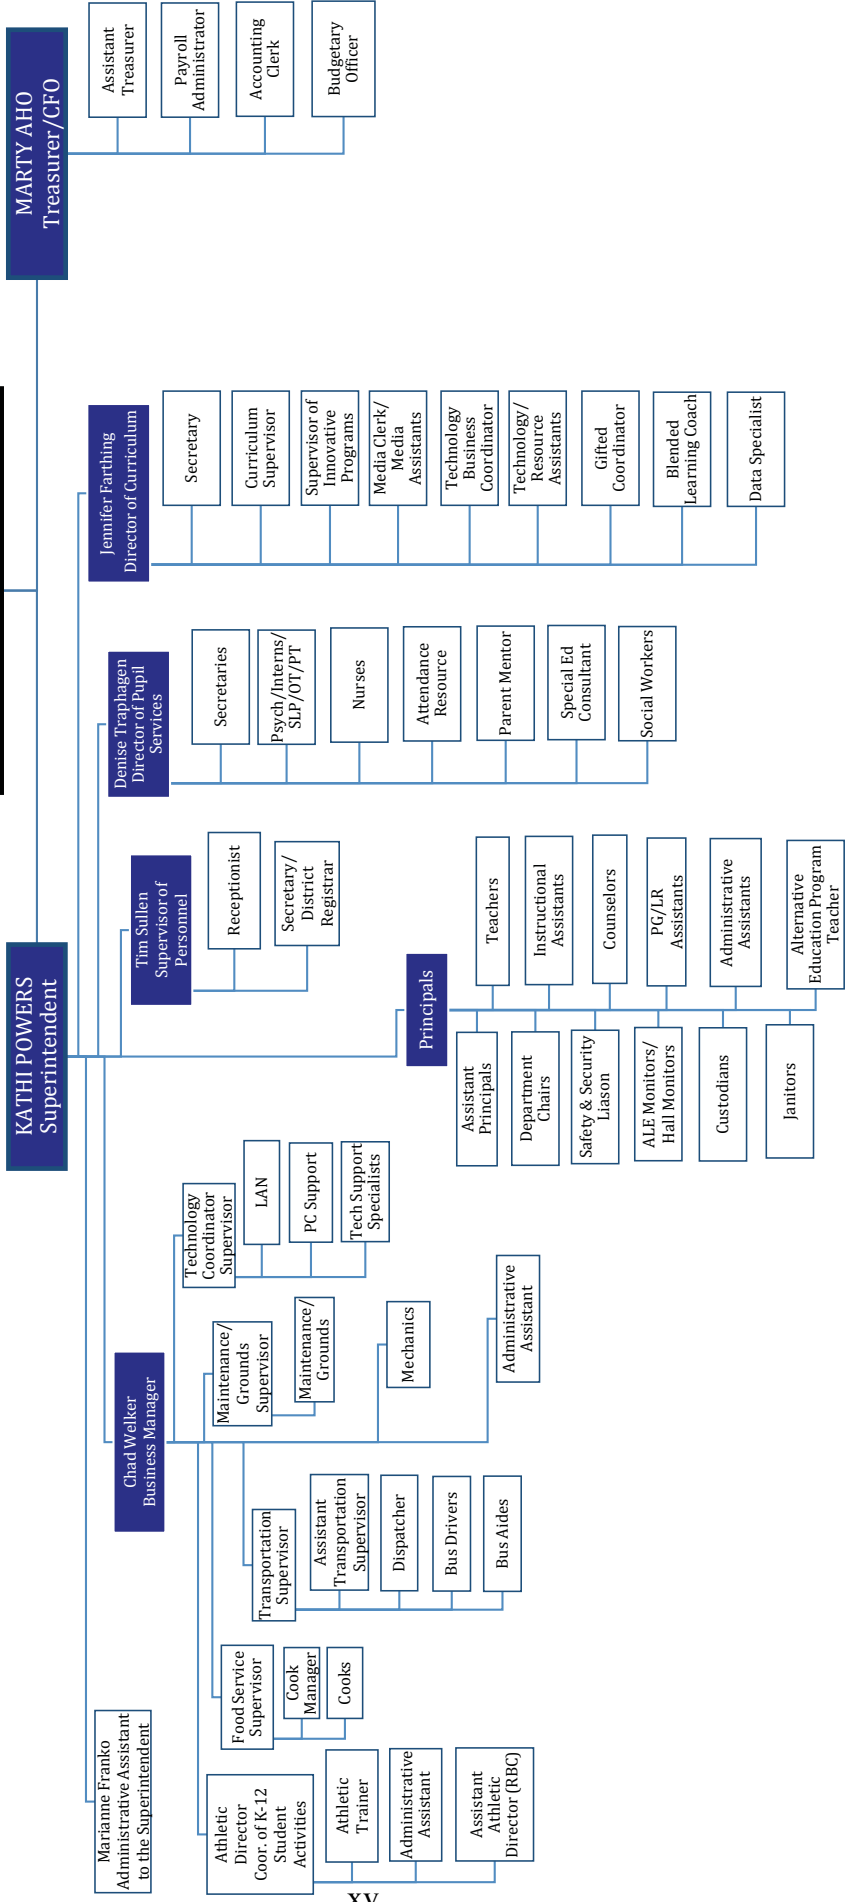 KATHI POWERS
Superintendent
MARTY AHO
Treasurer/CFO
Assistant
Treasurer
Payroll
Administrator
Accounting
Clerk
Budgetary
Officer
Marianne Franko
Administrative Assistant
to the Superintendent
Chad Welker
Business Manager
Athletic
Director
Coor. of K-12
Student
Activities
Athletic
Trainer
Administrative
Assistant
Assistant
Athletic
Director (RBC)
Food Service
Supervisor
Cook
Manager
Cooks
Transportation
Supervisor
Assistant
Transportation
Supervisor
Dispatcher
Bus Drivers
Bus Aides
Maintenance/
Grounds
Supervisor
Maintenance/
Grounds
Mechanics
Administrative
Assistant
Technology
Coordinator
Supervisor
LAN
PC Support
Tech Support
Specialists
Principals
Assistant
Principals
Department
Chairs
Safety & Security
Liason
ALE Monitors/
Hall Monitors
Custodians
Janitors
Teachers
Instructional
Assistants
Counselors
PG/LR
Assistants
Administrative
Assistants
Alternative
Education Program
Teacher
Tim Sullen
Supervisor of
Personnel
Receptionist
Secretary/
District
Registrar
Denise Traphagen
Director of Pupil
Services
Secretaries
Psych/Interns/
SLP/OT/PT
Nurses
Attendance
Resource
Parent Mentor
Special Ed
Consultant
Social Workers
Jennifer Farthing
Director of Curriculum
Secretary
Curriculum
Supervisor
Supervisor of
Innovative
Programs
Media Clerk/
Media
Assistants
Technology
Business
Coordinator
Technology/
Resource
Assistants
Gifted
Coordinator
Blended
Learning Coach
Data Specialist
XV